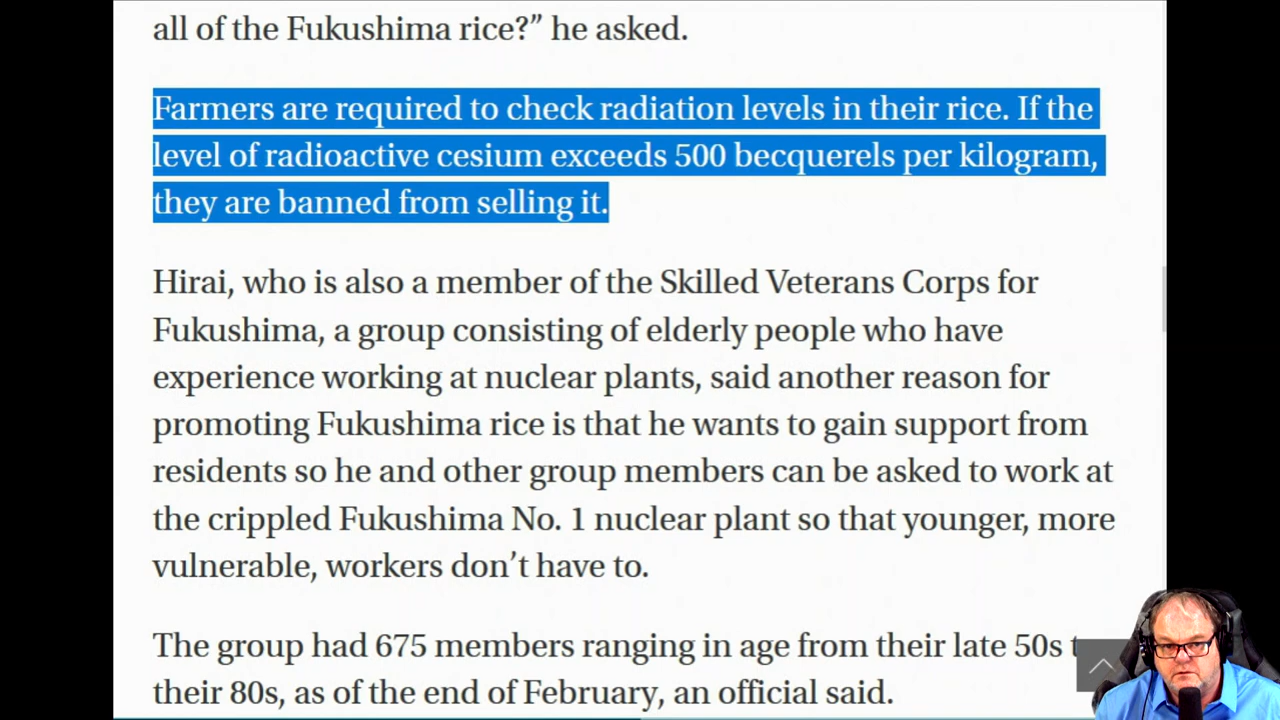 all of the Fukushima rice?” he asked.
Farmers are required to check radiation levels in their rice. If the
level of radioactive cesium exceeds 500 becquerels per kilogram,
they are banned from selling it.
Hirai, who is also a member of the Skilled Veterans Corps for
Fukushima, a group consisting of elderly people who have
experience working at nuclear plants, said another reason for
promoting Fukushima rice is that he wants to gain support from
residents so he and other group members can be asked to work at
the crippled Fukushima No. 1 nuclear plant so that younger, more
vulnerable, workers don’t have to.
The group had 675 members ranging in age from their late 50s
their 80s, as of the end of February, an official said.